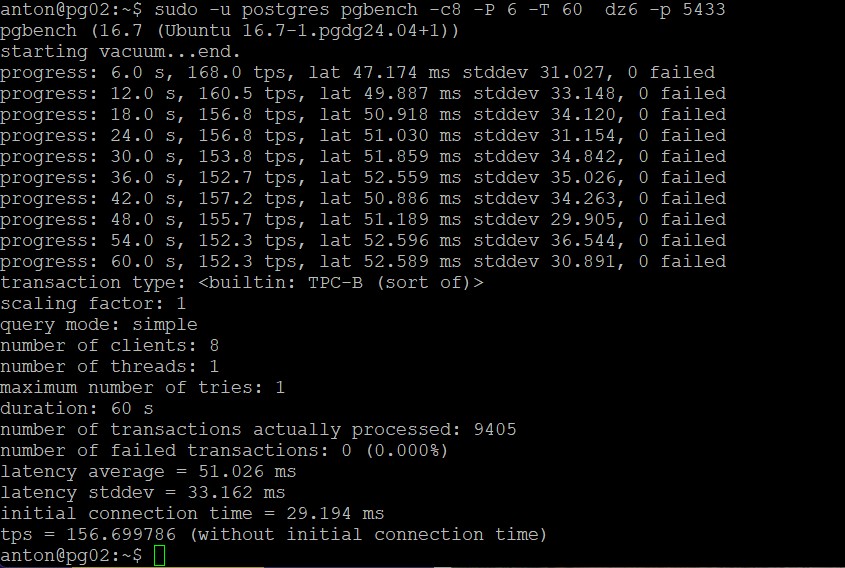 anton@pg02:~$ sudo -u postgres pgbench -c8 -P 6 -T 60  dz6 -p 5433
pgbench (16.7 (Ubuntu 16.7-1.pgdg24.04+1))
starting vacuum...end.
progress: 6.0 s, 168.0 tps, lat 47.174 ms stddev 31.027, 0 failed
progress: 12.0 s, 160.5 tps, lat 49.887 ms stddev 33.148, 0 failed
progress: 18.0 s, 156.8 tps, lat 50.918 ms stddev 34.120, 0 failed
progress: 24.0 s, 156.8 tps, lat 51.030 ms stddev 31.154, 0 failed
progress: 30.0 s, 153.8 tps, lat 51.859 ms stddev 34.842, 0 failed
progress: 36.0 s, 152.7 tps, lat 52.559 ms stddev 35.026, 0 failed
progress: 42.0 s, 157.2 tps, lat 50.886 ms stddev 34.263, 0 failed
progress: 48.0 s, 155.7 tps, lat 51.189 ms stddev 29.905, 0 failed
progress: 54.0 s, 152.3 tps, lat 52.596 ms stddev 36.544, 0 failed
progress: 60.0 s, 152.3 tps, lat 52.589 ms stddev 30.891, 0 failed
transaction type: <builtin: TPC-B (sort of)>
scaling factor: 1
query mode: simple
number of clients: 8
number of threads: 1
maximum number of tries: 1
duration: 60 s
number of transactions actually processed: 9405
number of failed transactions: 0 (0.000%)
latency average = 51.026 ms
latency stddev = 33.162 ms
initial connection time = 29.194 ms
tps = 156.699786 (without initial connection time)
anton@pg02:~$